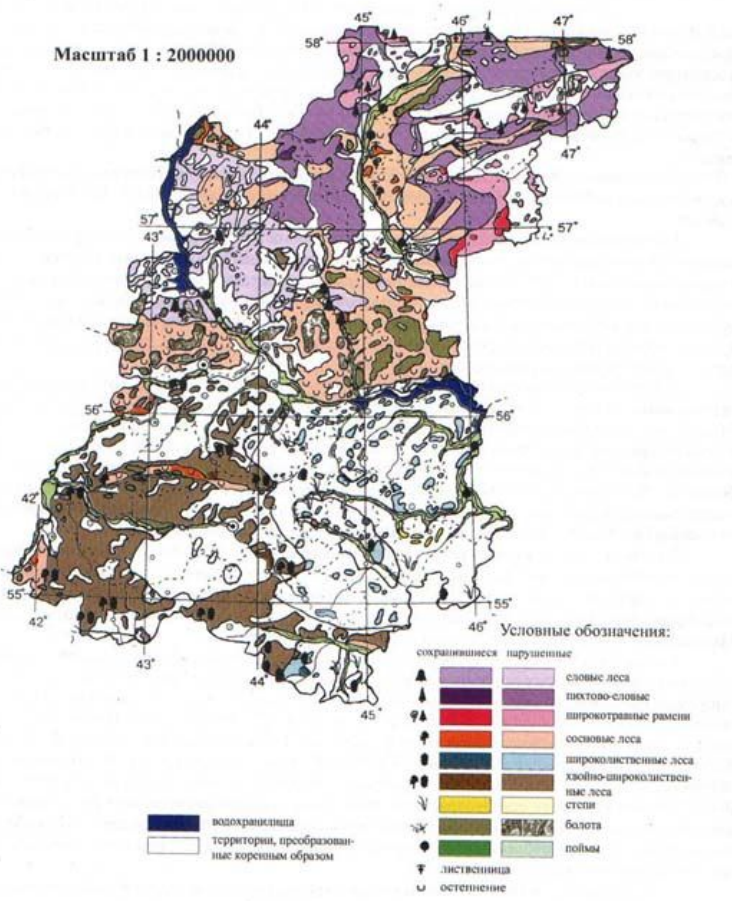 45°
46°
47°
58°
58°
Масштаб 1 : 2000000
44°
47°
57°
43°
57°
56°
56°
42°
55°
42°
46°
55°
43°
44°
45°
Условные обозначения:
сохранившиеся нарушенные
еловые леса
пихтово-еловые
широкотравные рамени
сосновые леса
широколиственные леса
хвойно-широколиствен-
ные леса
степи
болота
поймы
лиственница
остепнение
водохранилища
территории, преобразован-
ные коренным образом